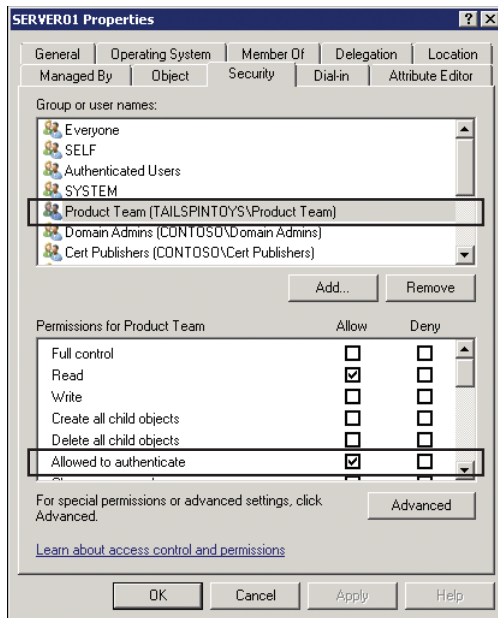 SERVER01 Properties
General Operating System Member Of Delegation Location
Managed By Object Security Dial-in Attribute Editor
Group or user names:
Everyone
SELF
Authenticated Users
SYSTEM
Product Team (TAILSPINTOYS\Product Team)
Domain Admins (CONTOSO\Domain Admins)
Cert Publishers (CONTOSO\Cert Publishers)
Add... Remove
Permissions for Product Team Allow Deny
Full control
Read
Write
Create all child objects
Delete all child objects
Allowed to authenticate
For special permissions or advanced settings, click
Advanced.
Advanced
Learn about access control and permissions
OK Cancel Apply Help